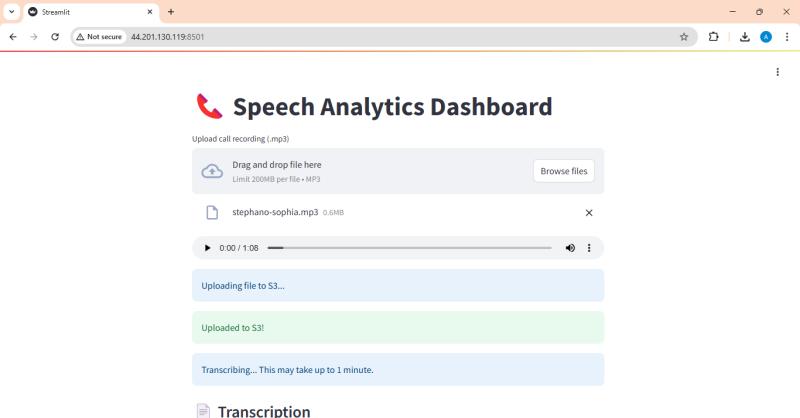 Streamlit
Not secure 44.201.130.119:8501
A
Speech Analytics Dashboard
Upload call recording (.mp3)
Drag and drop file here
Limit 200MB per file • MP3
Browse files
stephano-sophia.mp3 0.6MB
0:00 / 1:08
Uploading file to S3...
Uploaded to S3!
Transcribing... This may take up to 1 minute.
Transcription